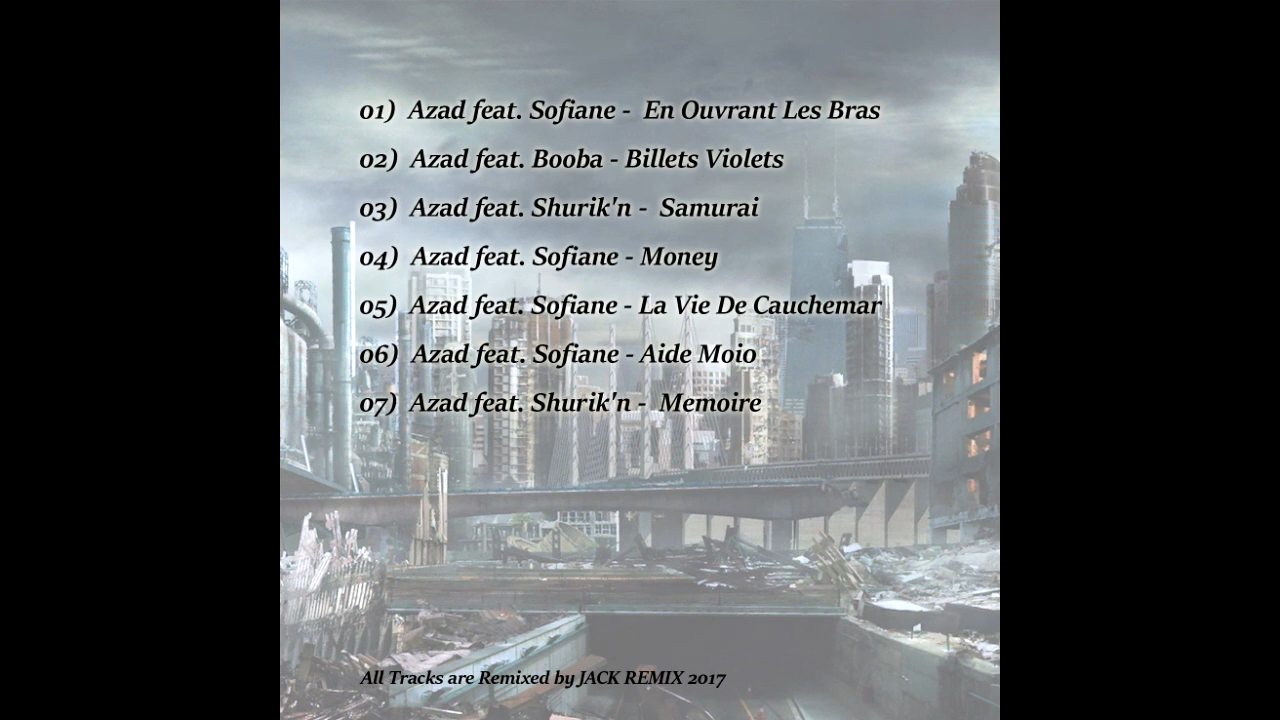 01) Azad feat. Sofiane - En Ouvrant Les Bras
02) Azad feat. Booba - Billets Violets
03) Azad feat. Shurik'n - Samurai
04) Azad feat. Sofiane - Money
05) Azad feat. Sofiane - La Vie De Cauchemar
06) Azad feat. Sofiane - Aide Moio
07) Azad feat. Shurik'n - Memoire
All Tracks are Remixed by JACK REMIX 2017